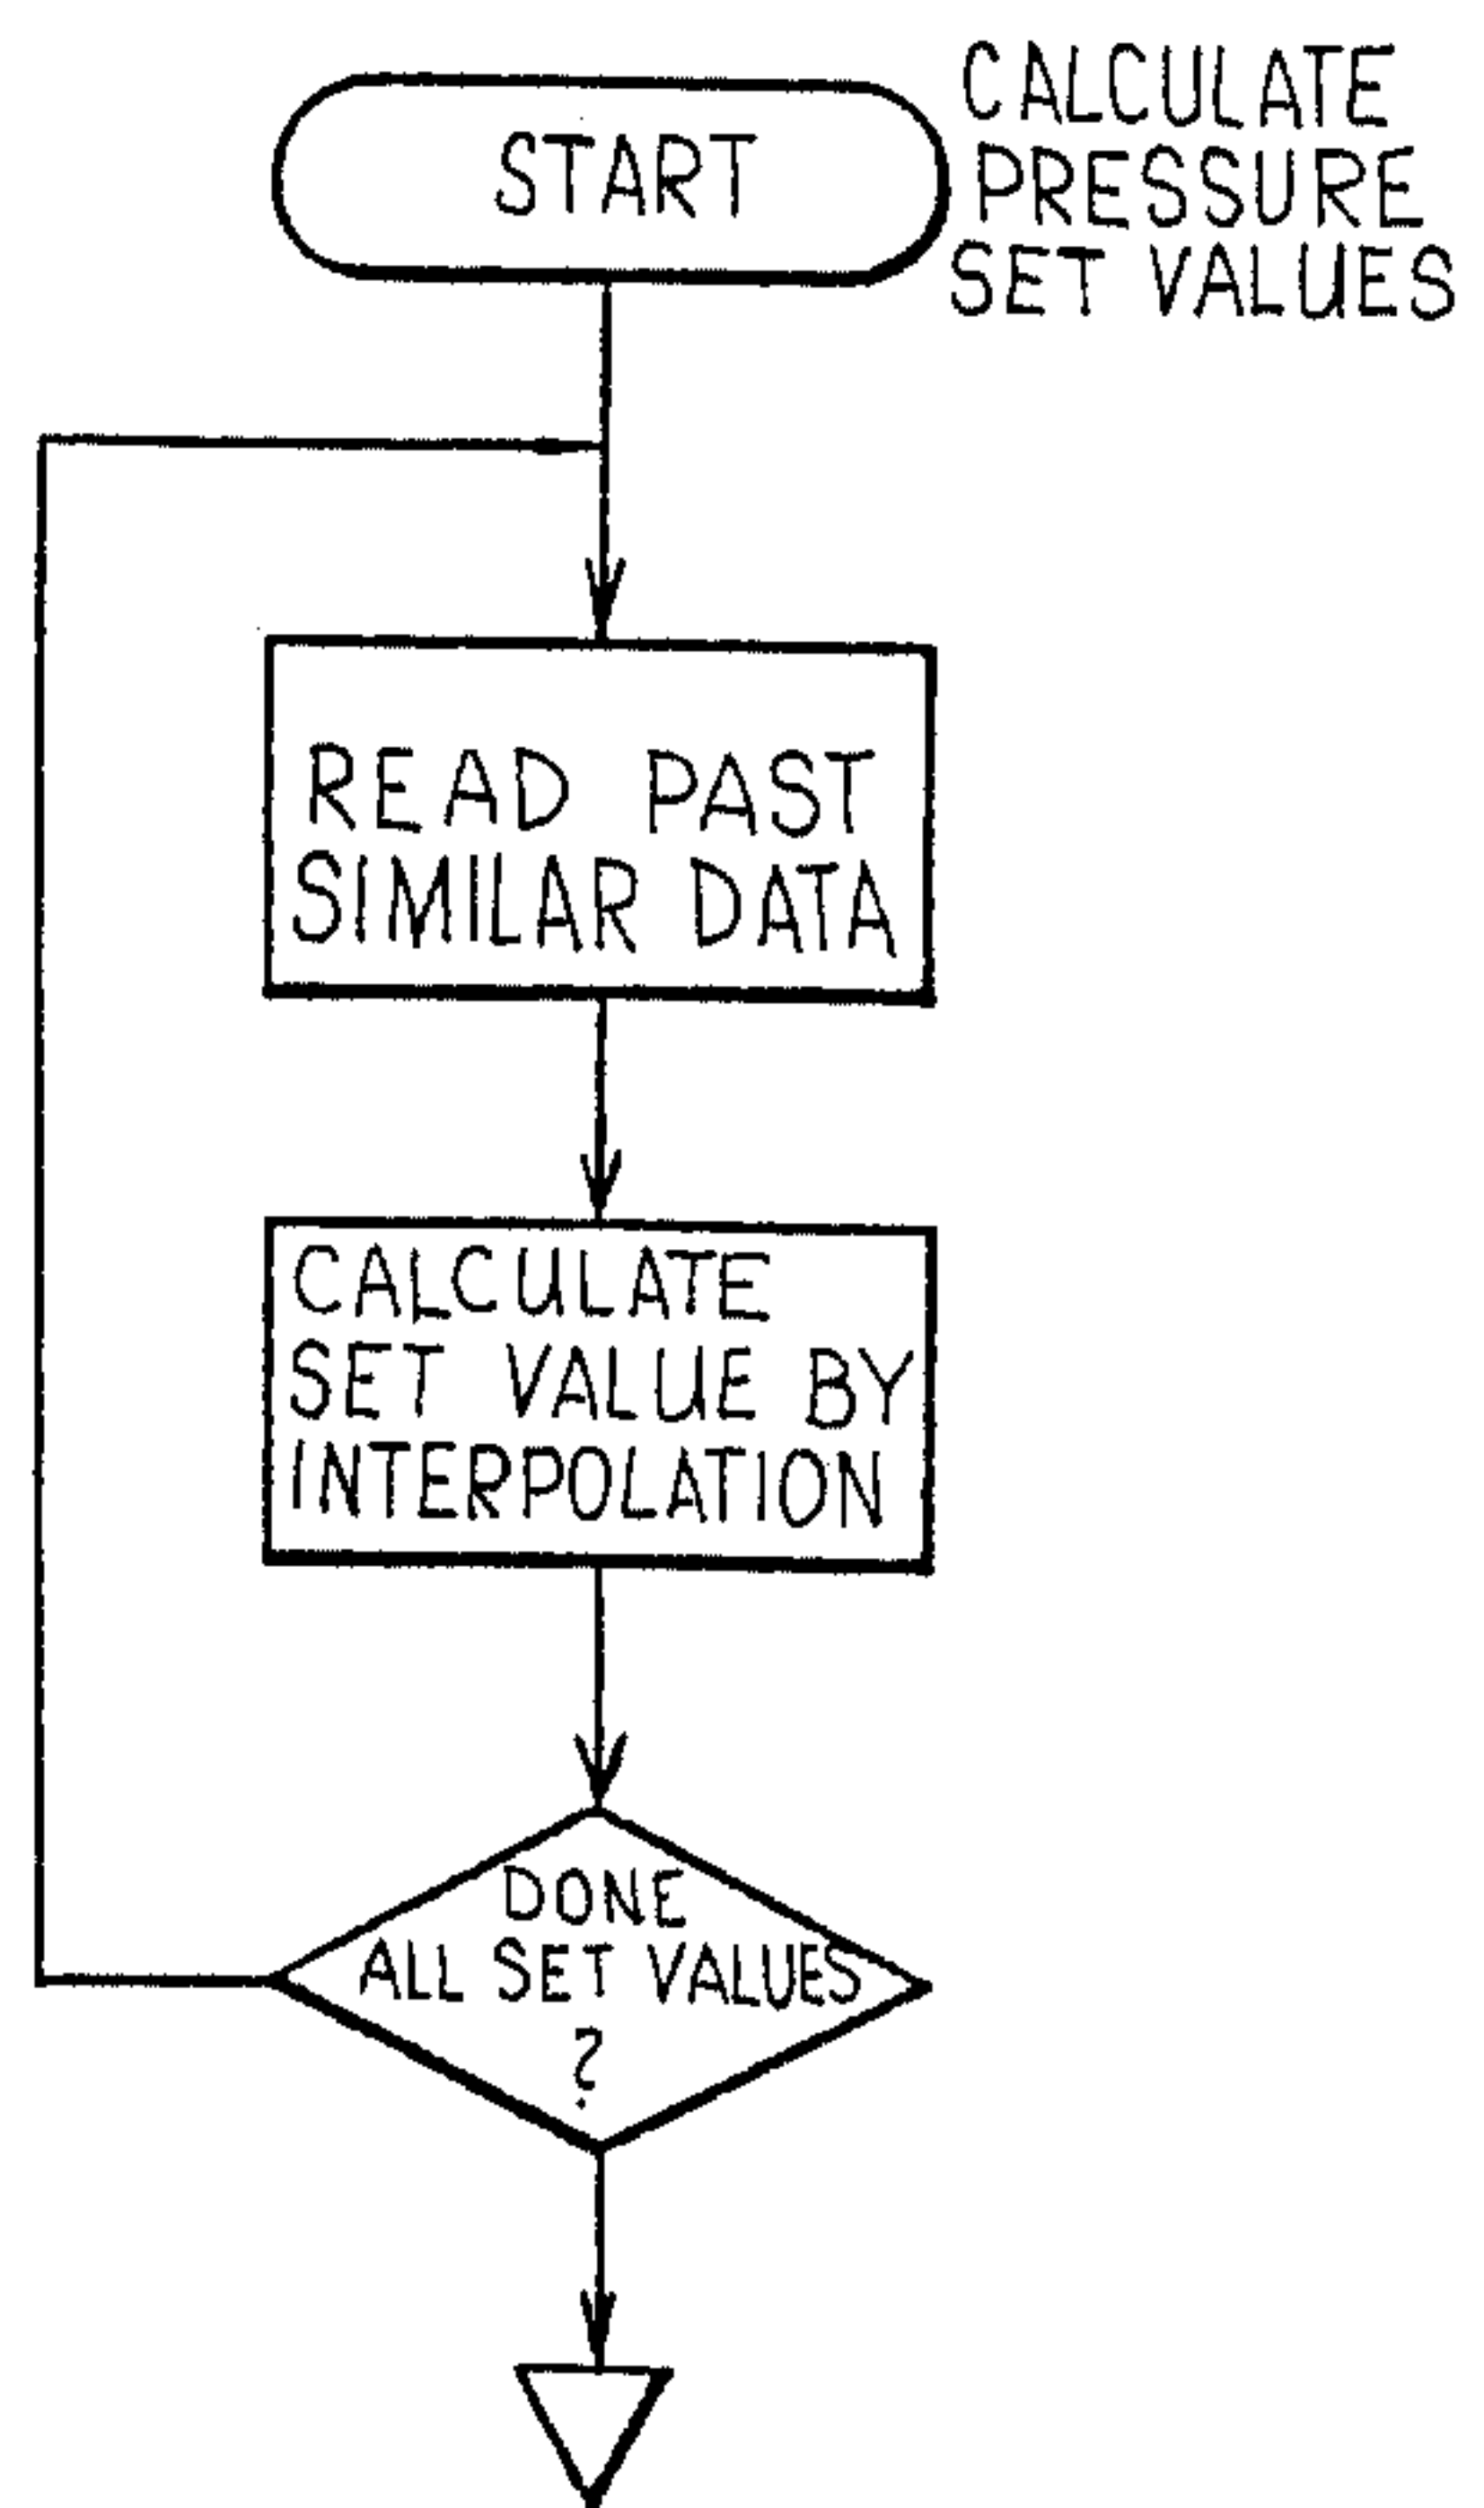 START
CALCULATE
PRESSURE
SET VALUES
READ PAST
SIMILAR DATA
CALCULATE
SET VALUE BY
INTERPOLATION
DONE
ALL SET VALUES
?